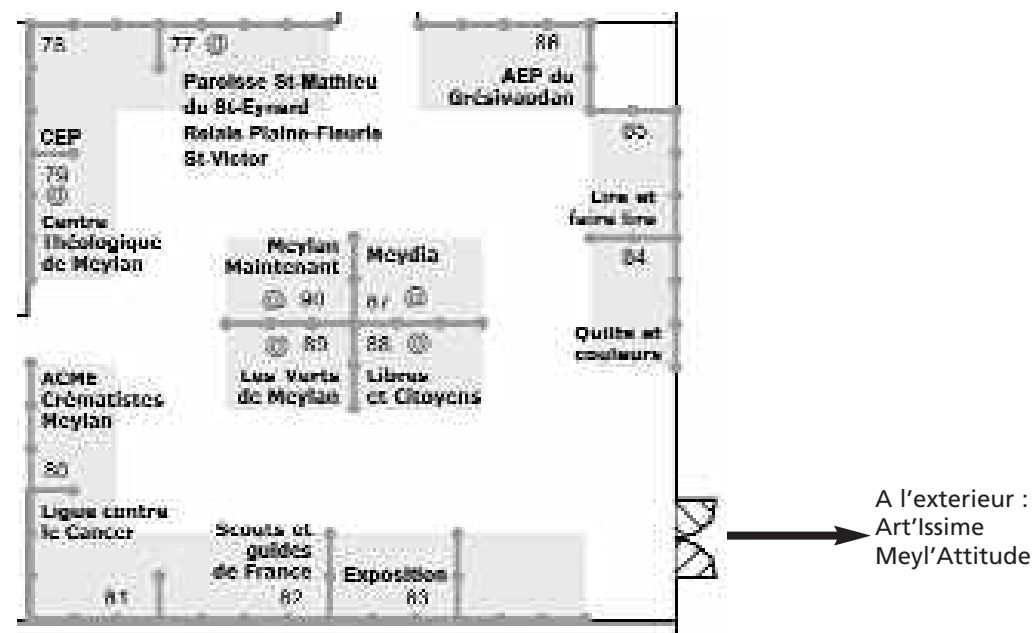 78
77
Paroisse St-Mathieu
du St-Eynard
Relais Plaine-Fleurie
St-Victor
86
AEP du
Grésivaudan
CEP
79
Centre
Théologique
de Meylan
85
Lire et
faire lire
84
Quilts et
couleurs
Meylan
Maintenant
90
Meydia
87
89
Les Verts
de Meylan
88
Libres
et Citoyens
ACME
Crématistes
Meylan
80
Ligue contre
le Cancer
81
Scouts et
guides
de France
82
Exposition
83
A l'exterieur :
Art'Issime
Meyl'Attitude